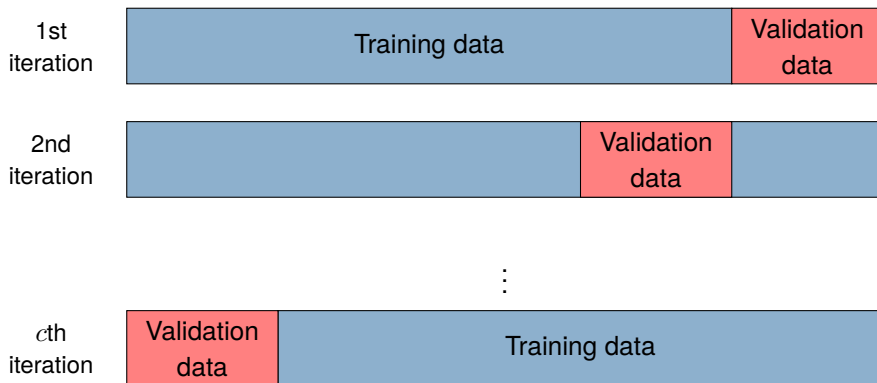 1st
iteration
Training data
Validation
data
2nd
iteration
Validation
data
⋮
cth
iteration
Validation
data
Training data